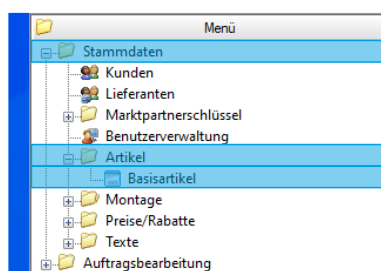 Menü
Stammdaten
Kunden
Lieferanten
Marktpartnerschlüssel
Benutzerverwaltung
Artikel
Basisartikel
Montage
Preise/Rabatte
Texte
Auftragsbearbeitung